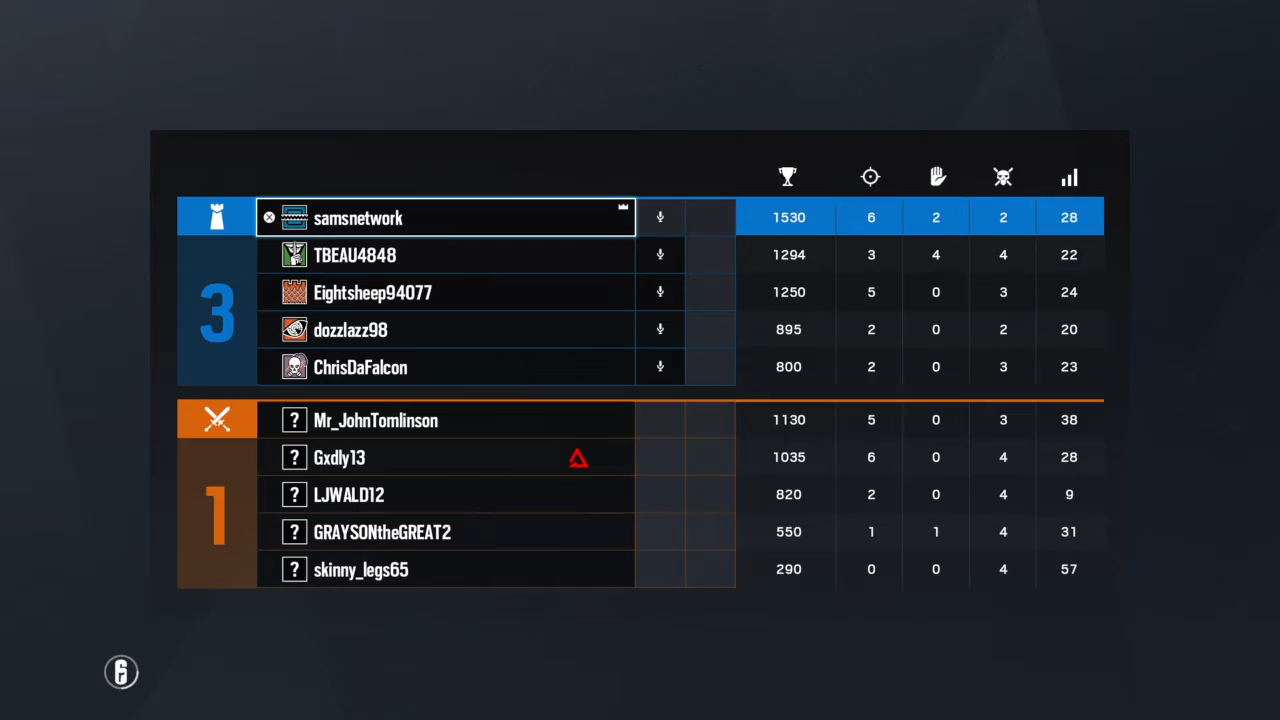 samsnetwork 1530 6 2 2 28
TBEAU4848 1294 3 4 4 22
3 Eightsheep94077 1250 5 0 3 24
dozzlazz98 895 2 0 2 20
ChrisDaFalcon 800 2 0 3 23
? Mr_JohnTomlinson 1130 5 0 3 38
? Gxdly13 1035 6 0 4 28
1 ? LJWALD12 820 2 0 4 9
? GRAYSONtheGREAT2 550 1 1 4 31
? skinny_legs65 290 0 0 4 57
6